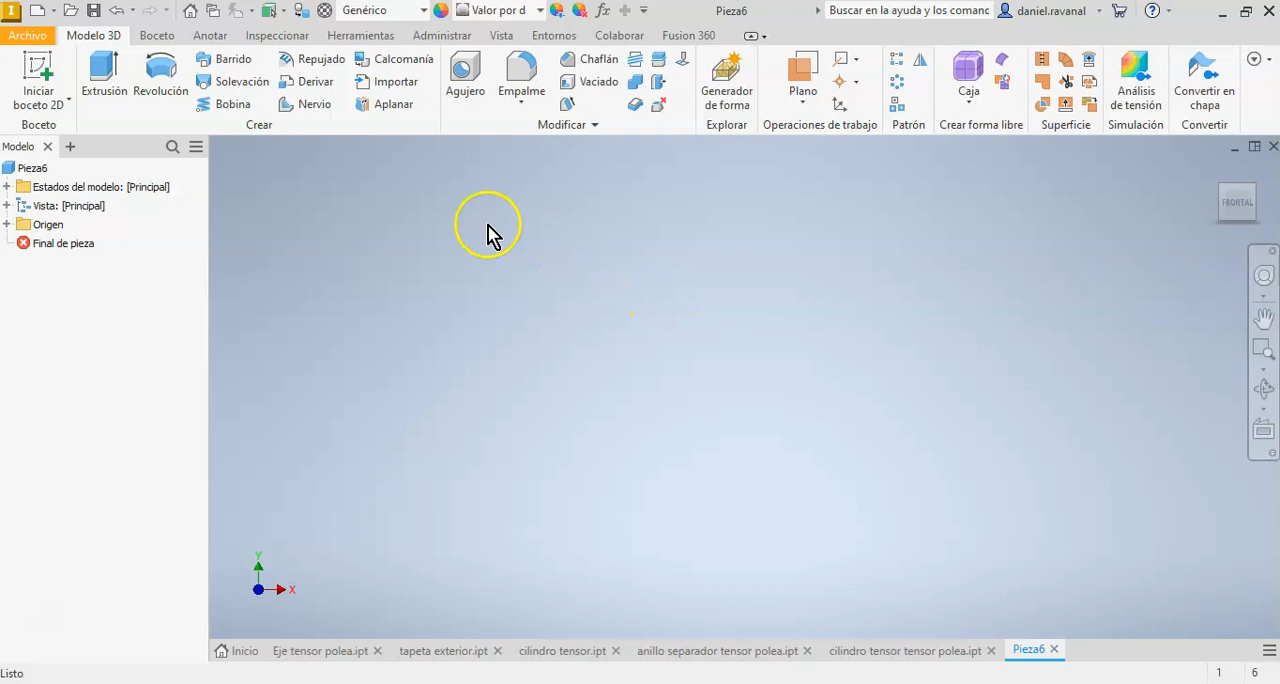 Genérico
Valor por d
Pieza6
Buscar en la ayuda y los comanc
daniel.ravanal
Archivo
Modelo 3D
Boceto
Anotar
Inspeccionar
Herramientas
Administrar
Vista
Entornos
Colaborar
Fusion 360
Iniciar
boceto 2D
Extrusión
Revolución
Barrido
Solevación
Bobina
Repujado
Derivar
Nervio
Calcomanía
Importar
Aplanar
Agujero
Empalme
Chaflán
Vaciado
Generador
de forma
Plano
Caja
Análisis
de tensión
Convertir en
chapa
Boceto
Crear
Modificar
Explorar
Operaciones de trabajo
Patrón
Crear forma libre
Superficie
Simulación
Convertir
Modelo
Pieza6
Estados del modelo: [Principal]
Vista: [Principal]
Origen
Final de pieza
FRONTAL
Y
X
Inicio
Eje tensor polea.ipt
tapeta exterior.ipt
cilindro tensor.ipt
anillo separador tensor polea.ipt
cilindro tensor tensor polea.ipt
Pieza6
Listo
1
6